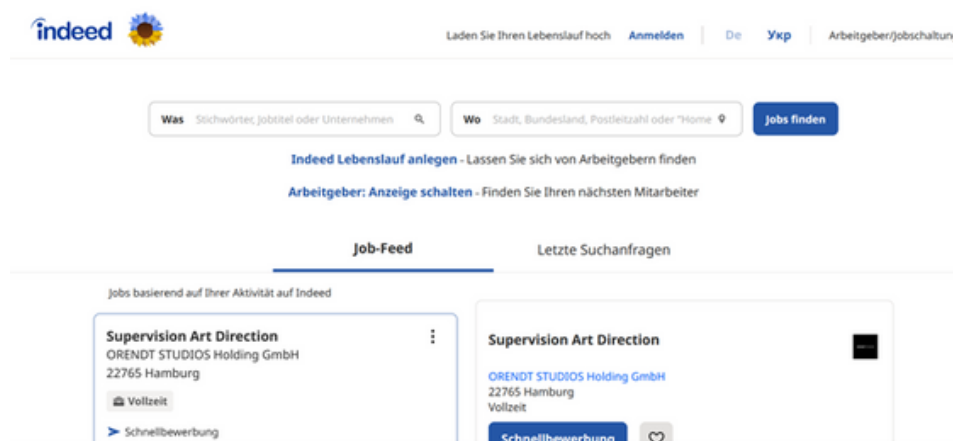 indeed
Laden Sie Ihren Lebenslauf hoch Anmelden De Укр Arbeitgeber/Jobschaltung
Was Stichwörter, Jobtitel oder Unternehmen Wo Stadt, Bundesland, Postleitzahl oder "Home Jobs finden
Indeed Lebenslauf anlegen - Lassen Sie sich von Arbeitgebern finden
Arbeitgeber: Anzeige schalten - Finden Sie Ihren nächsten Mitarbeiter
Job-Feed Letzte Suchanfragen
Jobs basierend auf Ihrer Aktivität auf Indeed
Supervision Art Direction
ORENDT STUDIOS Holding GmbH
22765 Hamburg
Vollzeit
Schnellbewerbung
Supervision Art Direction
ORENDT STUDIOS Holding GmbH
22765 Hamburg
Vollzeit
Schnellbewerbung